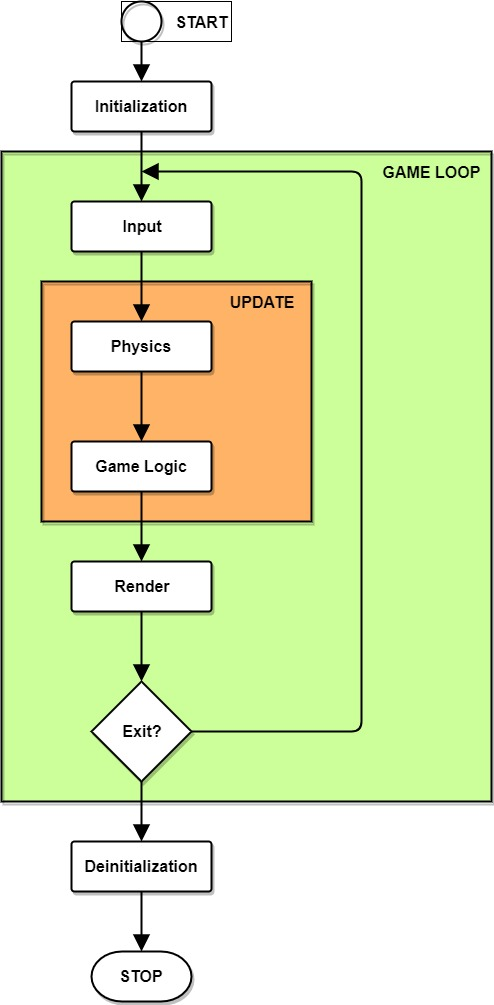 START
Initialization
GAME LOOP
Input
UPDATE
Physics
Game Logic
Render
Exit?
Deinitialization
STOP